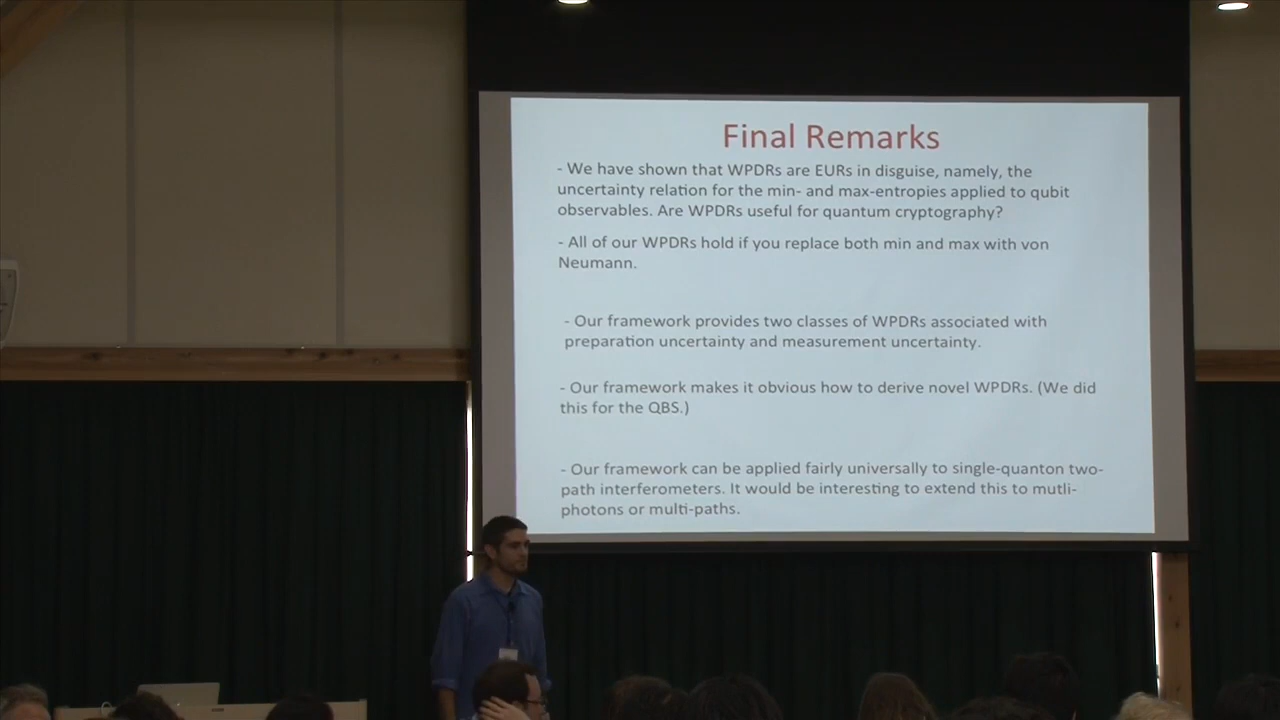 Final Remarks
- We have shown that WPDRs are EURs in disguise, namely, the
uncertainty relation for the min- and max-entropies applied to qubit
observables. Are WPDRs useful for quantum cryptography?
- All of our WPDRs hold if you replace both min and max with von
Neumann.
- Our framework provides two classes of WPDRs associated with
preparation uncertainty and measurement uncertainty.
- Our framework makes it obvious how to derive novel WPDRs. (We did
this for the QBS.)
- Our framework can be applied fairly universally to single-quanton two-
path interferometers. It would be interesting to extend this to mutli-
photons or multi-paths.